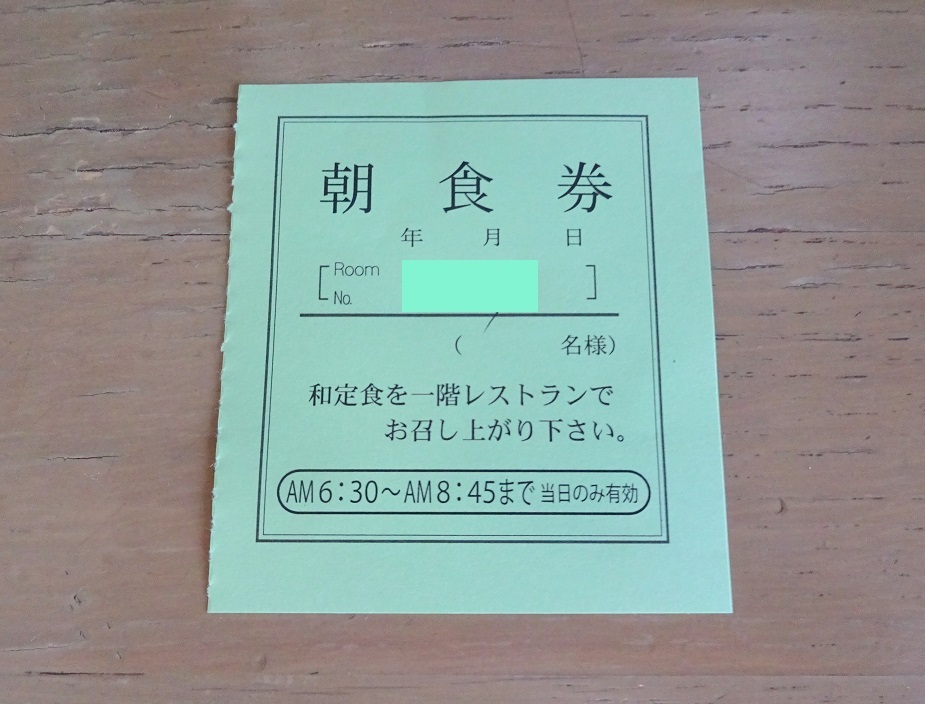 朝食券
年 月 日
[Room No. ]
( 名様)
和定食を一階レストランで
お召し上がり下さい。
AM6:30～AM8:45まで 当日のみ有効